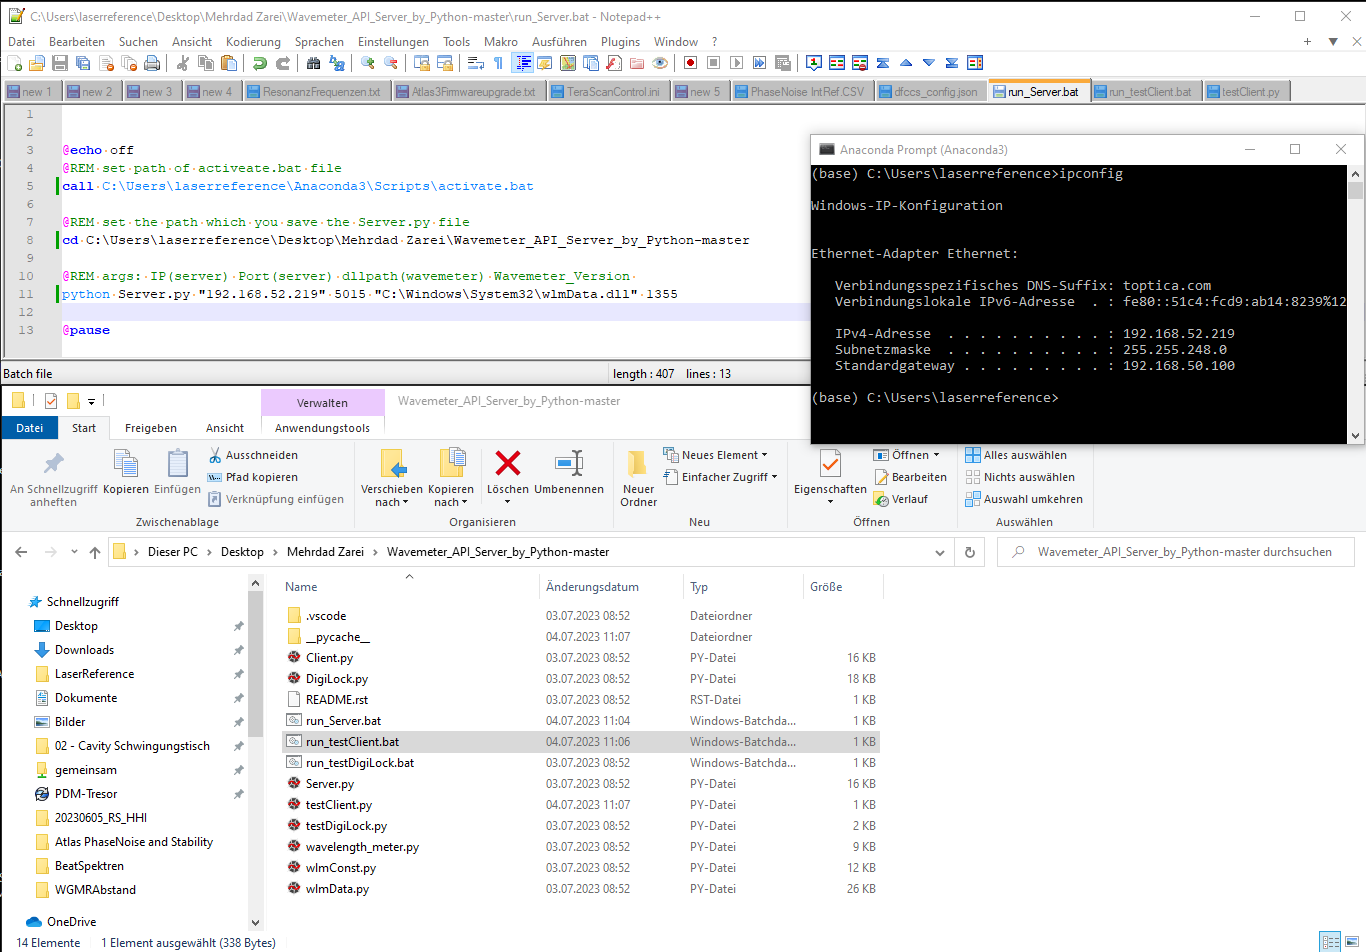 C:\Users\laserreference\Desktop\Mehrdad Zarei\Wavemeter_API_Server_by_Python-master\run_Server.bat - Notepad++
Datei Bearbeiten Suchen Ansicht Kodierung Sprachen Einstellungen Tools Makro Ausführen Plugins Window ?
new 1 new 2 new 3 new 4 ResonanzFrequenzen.txt Atlas3Firmwareupgrade.txt TeraScanControl.ini new 5 PhaseNoise IntRef.CSV dfccs_config.json run_Server.bat run_testClient.bat testClient.py
1
2
3 @echo off
4 @REM set path of activeate.bat file
5 call C:\Users\laserreference\Anaconda3\Scripts\activate.bat
6
7 @REM set the path which you save the Server.py file
8 cd C:\Users\laserreference\Desktop\Mehrdad Zarei\Wavemeter_API_Server_by_Python-master
9
10 @REM args: IP(server) Port(server) dllpath(wavemeter) Wavemeter_Version
11 python Server.py "192.168.52.219" 5015 "C:\Windows\System32\wlmData.dll" 1355
12
13 @pause
Batch file length : 407 lines : 13
Anaconda Prompt (Anaconda3)
(base) C:\Users\laserreference>ipconfig
Windows-IP-Konfiguration
Ethernet-Adapter Ethernet:
Verbindungsspezifisches DNS-Suffix: toptica.com
Verbindungslokale IPv6-Adresse . : fe80::51c4:fcd9:ab14:8239%12
IPv4-Adresse . . . . . . . . . . : 192.168.52.219
Subnetzmaske . . . . . . . . . . : 255.255.248.0
Standardgateway . . . . . . . . . : 192.168.50.100
(base) C:\Users\laserreference>
Verwalten Wavemeter_API_Server_by_Python-master
Datei Start Freigeben Ansicht Anwendungstools
An Schnellzugriff anheften
Kopieren
Einfügen
Ausschneiden
Pfad kopieren
Verknüpfung einfügen
Zwischenablage
Verschieben nach
Kopieren nach
Löschen
Umbenennen
Organisieren
Neuer Ordner
Neues Element
Einfacher Zugriff
Neu
Eigenschaften
Öffnen
Bearbeiten
Verlauf
Öffnen
Alles auswählen
Nichts auswählen
Auswahl umkehren
Auswählen
Dieser PC > Desktop > Mehrdad Zarei > Wavemeter_API_Server_by_Python-master
Wavemeter_API_Server_by_Python-master durchsuchen
Schnellzugriff
Desktop
Downloads
LaserReference
Dokumente
Bilder
02 - Cavity Schwingungstisch
gemeinsam
PDM-Tresor
20230605_RS_HHI
Atlas PhaseNoise and Stability
BeatSpektren
WGMRAbstand
OneDrive
Name Änderungsdatum Typ Größe
.vscode 03.07.2023 08:52 Dateiordner
__pycache__ 04.07.2023 11:07 Dateiordner
Client.py 03.07.2023 08:52 PY-Datei 16 KB
DigiLock.py 03.07.2023 08:52 PY-Datei 18 KB
README.rst 03.07.2023 08:52 RST-Datei 1 KB
run_Server.bat 04.07.2023 11:04 Windows-Batchda... 1 KB
run_testClient.bat 04.07.2023 11:06 Windows-Batchda... 1 KB
run_testDigiLock.bat 03.07.2023 08:52 Windows-Batchda... 1 KB
Server.py 03.07.2023 08:52 PY-Datei 16 KB
testClient.py 04.07.2023 11:07 PY-Datei 1 KB
testDigiLock.py 03.07.2023 08:52 PY-Datei 2 KB
wavelength_meter.py 03.07.2023 08:52 PY-Datei 9 KB
wlmConst.py 03.07.2023 08:52 PY-Datei 12 KB
wlmData.py 03.07.2023 08:52 PY-Datei 26 KB
14 Elemente 1 Element ausgewählt (338 Bytes)